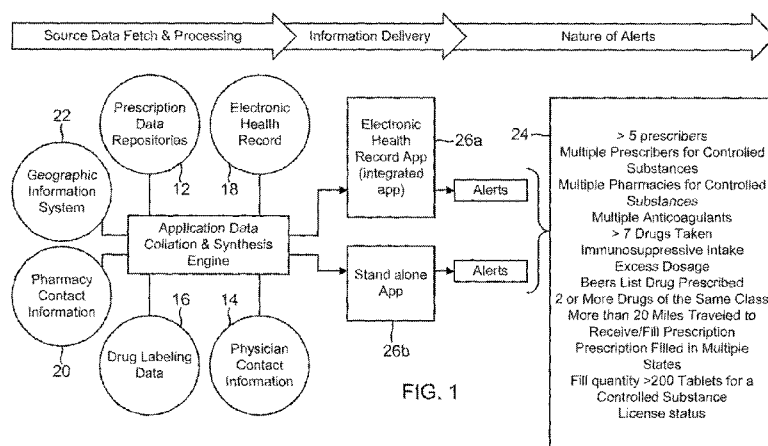 Source Data Fetch & Processing
Information Delivery
Nature of Alerts
22
Prescription
Data
Repositories
12
Electronic
Health
Record
18
Geographic
Information
System
Application Data
Collation & Synthesis
Engine
Pharmacy
Contact
Information
20
16
Drug Labeling
Data
14
Physician
Contact
Information
Electronic
Health
Record App
(integrated
app)
26a
Alerts
Stand alone
App
26b
Alerts
FIG. 1
24
> 5 prescribers
Multiple Prescribers for Controlled
Substances
Multiple Pharmacies for Controlled
Substances
Multiple Anticoagulants
> 7 Drugs Taken
Immunosuppressive Intake
Excess Dosage
Beers List Drug Prescribed
2 or More Drugs of the Same Class
More than 20 Miles Traveled to
Receive/Fill Prescription
Prescription Filled in Multiple
States
Fill quantity >200 Tablets for a
Controlled Substance
License status